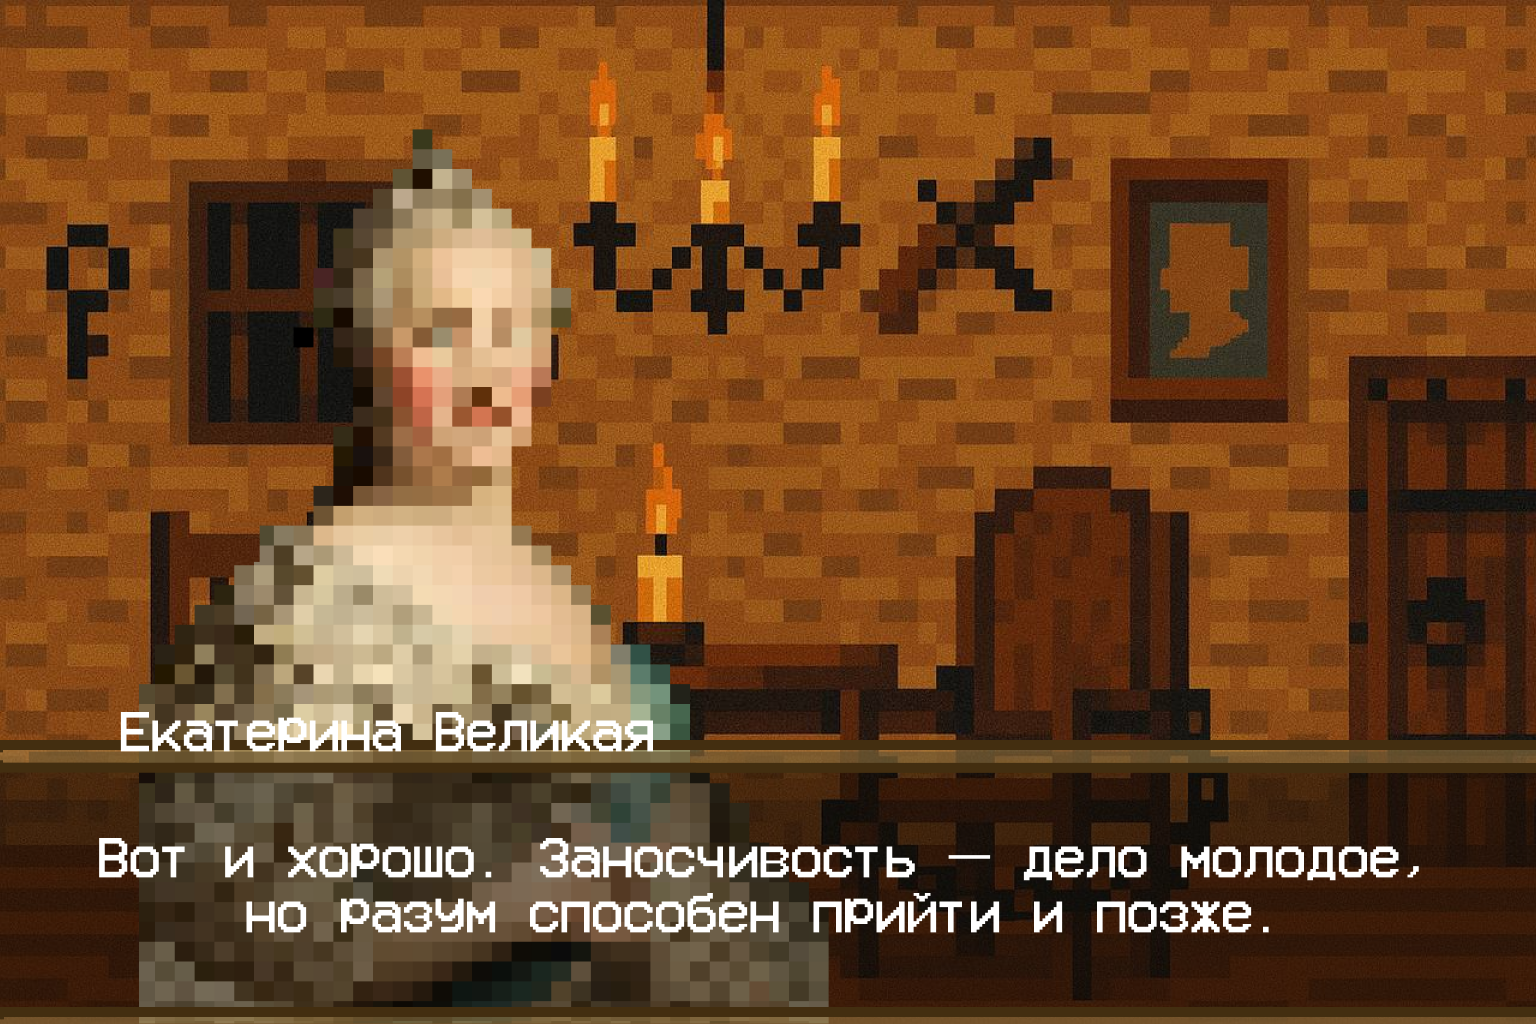 Екатерина Великая
Вот и хорошо. Заносчивость — дело молодое,
но разум способен прийти и позже.